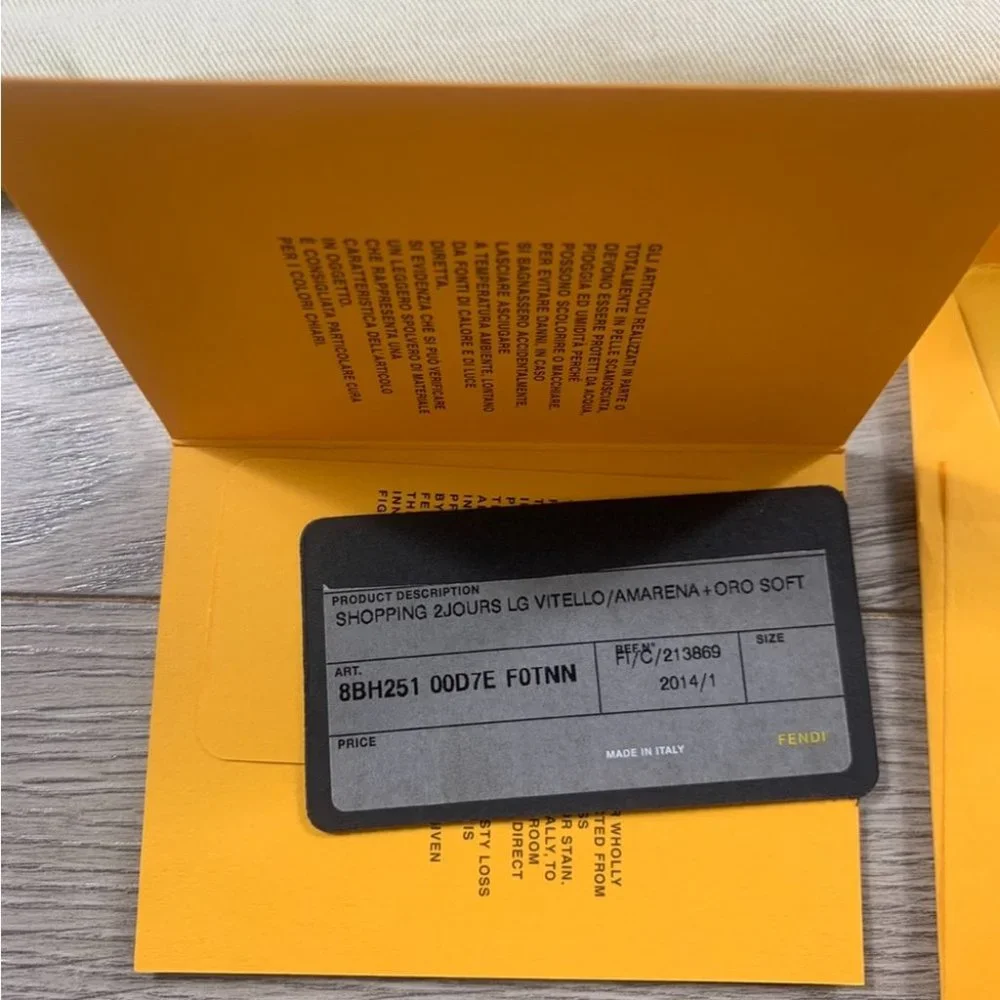 GLI ARTICOLI REALIZZATI IN PARTE O
TOTALMENTE IN PELLE SCAMOSCIATA,
DEVONO ESSERE PROTETTI DA ACQUA,
PIOGGIA ED UMIDITÀ PERCHÉ
POSSONO SCOLORIRE O MACCHIARE.
PER EVITARE DANNI, IN CASO
SI BAGNASSERO ACCIDENTALMENTE,
LASCIARE ASCIUGARE
A TEMPERATURA AMBIENTE, LONTANO
DA FONTI DI CALORE E DI LUCE
DIRETTA.
SI EVIDENZIA CHE SI PUÒ VERIFICARE
UN LEGGERO SPOLVERO DI MATERIALE
CHE RAPPRESENTA UNA
CARATTERISTICA DELL'ARTICOLO
IN OGGETTO.
È CONSIGLIATA PARTICOLARE CURA
PER I COLORI CHIARI.
PRODUCT DESCRIPTION
SHOPPING 2JOURS LG VITELLO/AMARENA+ORO SOFT
ART.
8BH251 00D7E F0TNN
REF.N°
FT/C/213869
2014/1
SIZE
PRICE
MADE IN ITALY
FENDI
WHOLLY
TED FROM
SS
OR STAIN.
ALLY, TO
ROOM
DIRECT
STY LOSS
IS
IVEN